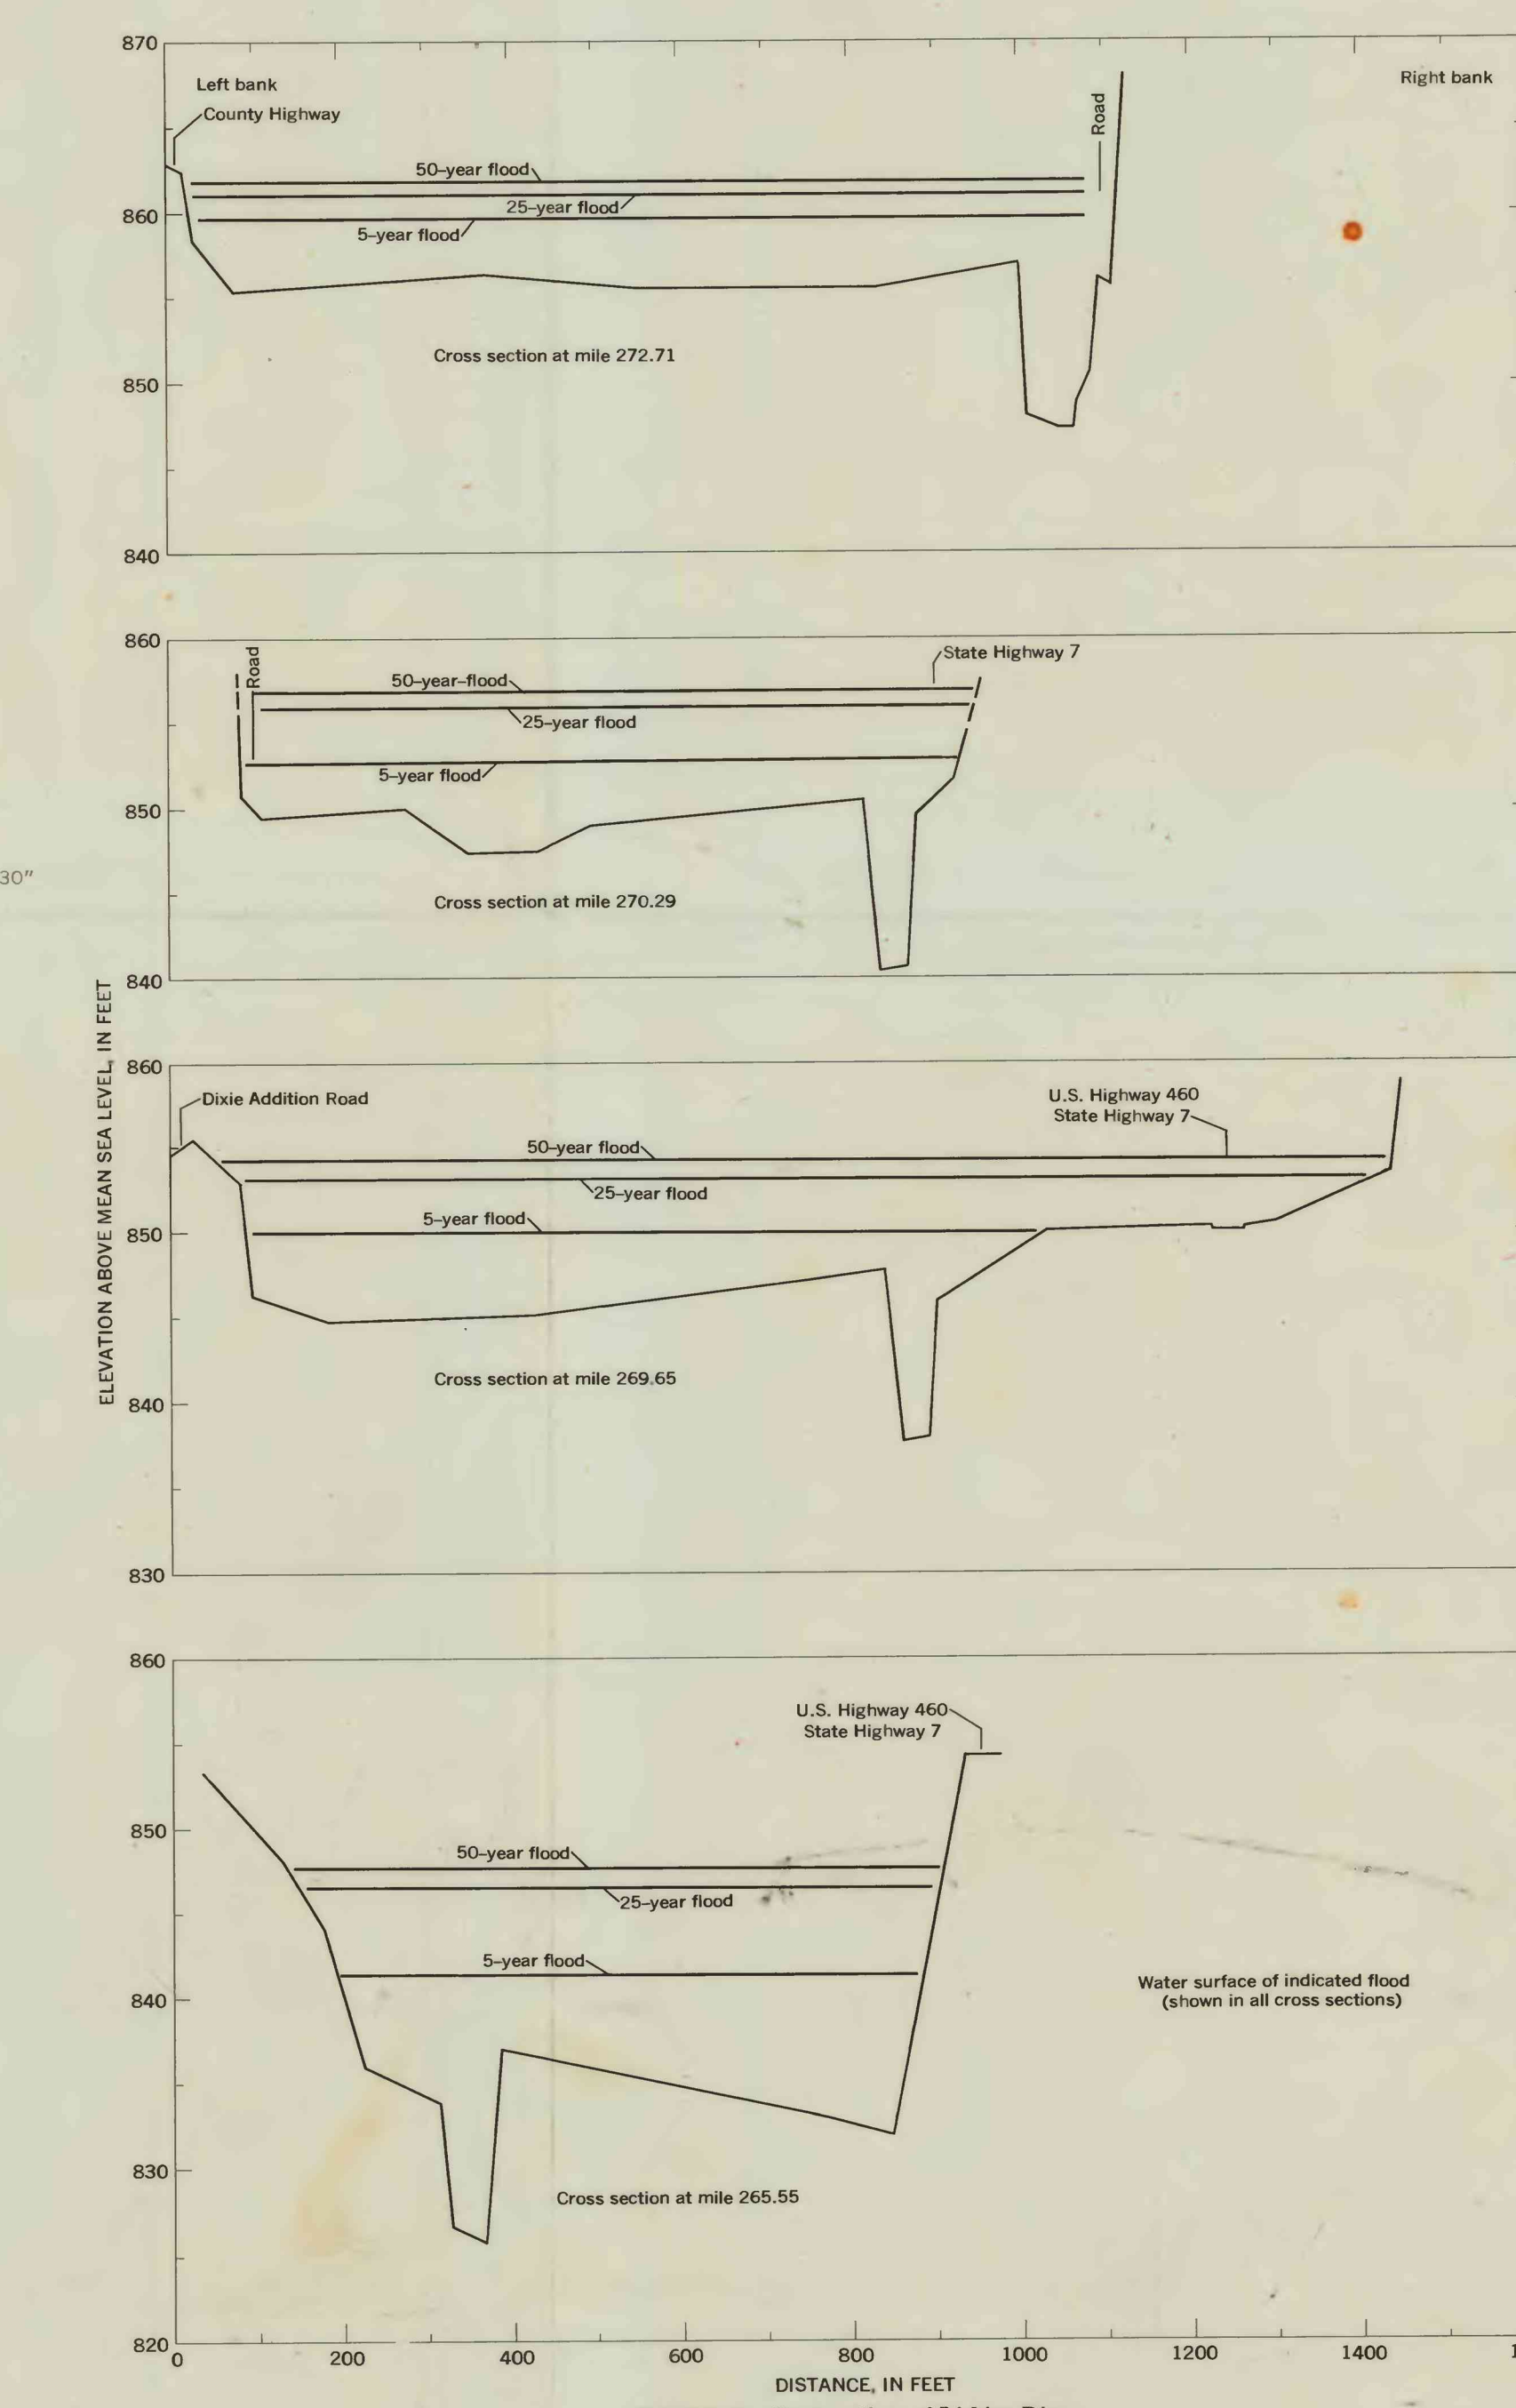 870
Left bank
Right bank
County Highway
Road
50–year flood
860
25–year flood
5–year flood
850
Cross section at mile 272.71
840
860
Road
State Highway 7
50–year–flood
25–year flood
5–year flood
850
30"
Cross section at mile 270.29
840
ELEVATION ABOVE MEAN SEA LEVEL, IN FEET
860
Dixie Addition Road
U.S. Highway 460
State Highway 7
50–year flood
25–year flood
5–year flood
850
Cross section at mile 269.65
840
830
860
U.S. Highway 460
State Highway 7
850
50–year flood
25–year flood
5–year flood
Water surface of indicated flood
(shown in all cross sections)
840
830
Cross section at mile 265.55
820
0 200 400 600 800 1000 1200 1400
DISTANCE, IN FEET